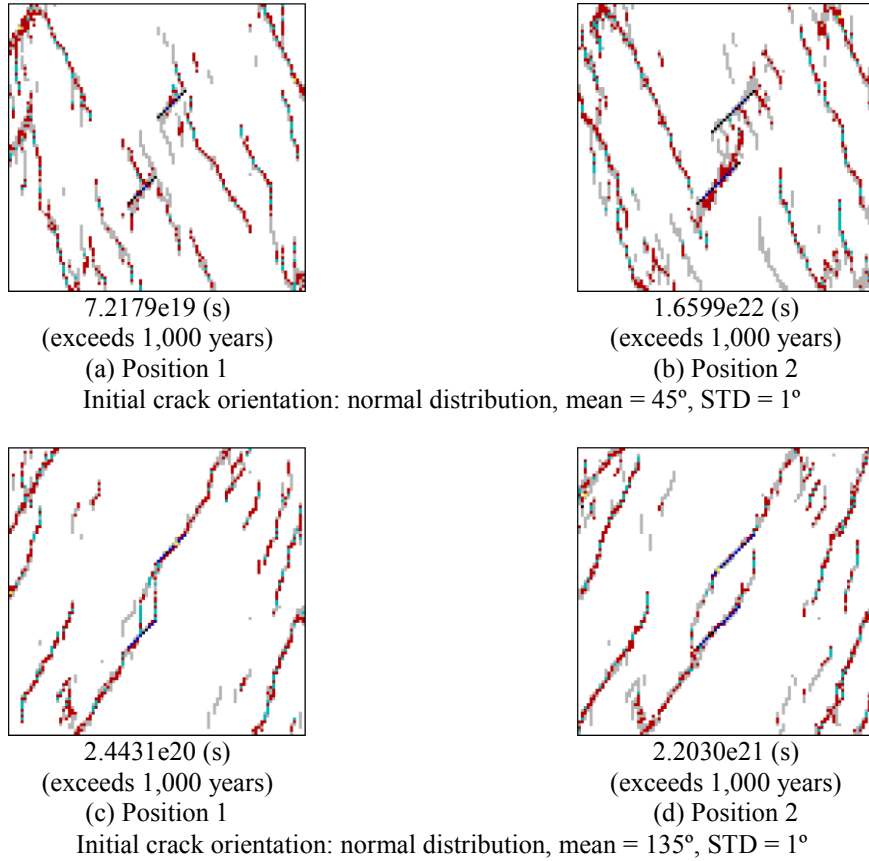 7.2179e19 (s)
(exceeds 1,000 years)
(a) Position 1
1.6599e22 (s)
(exceeds 1,000 years)
(b) Position 2
Initial crack orientation: normal distribution, mean = 45º, STD = 1º
2.4431e20 (s)
(exceeds 1,000 years)
(c) Position 1
2.2030e21 (s)
(exceeds 1,000 years)
(d) Position 2
Initial crack orientation: normal distribution, mean = 135º, STD = 1º